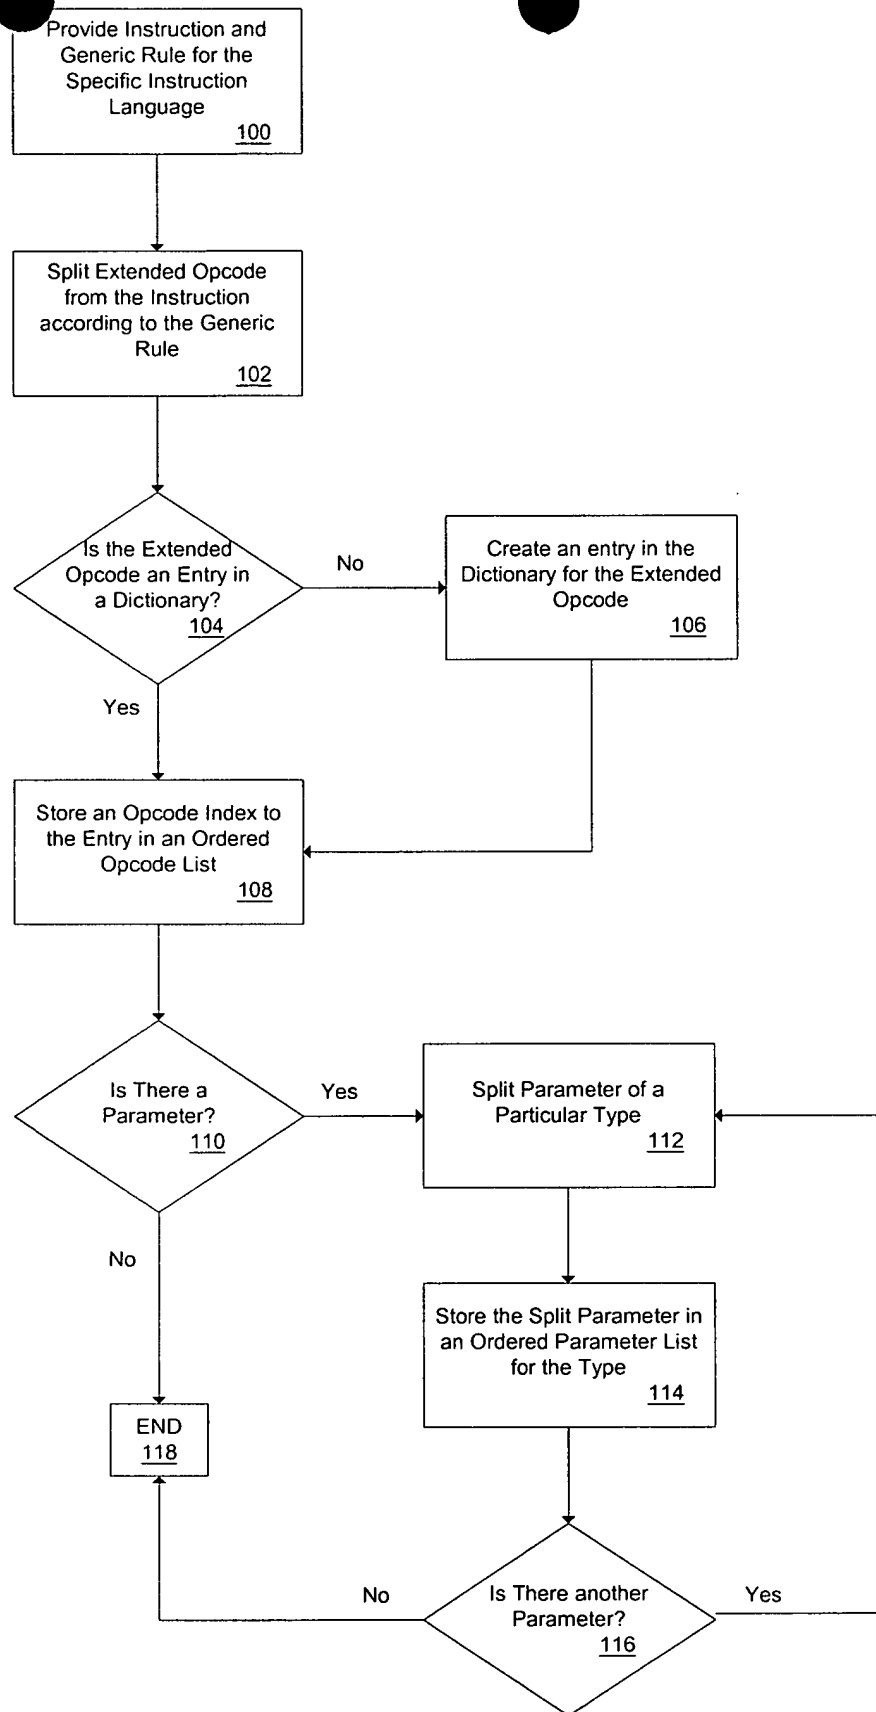 Provide Instruction and
Generic Rule for the
Specific Instruction
Language
100
Split Extended Opcode
from the Instruction
according to the Generic
Rule
102
Is the Extended
Opcode an Entry in
a Dictionary?
104
No
Create an entry in the
Dictionary for the Extended
Opcode
106
Yes
Store an Opcode Index to
the Entry in an Ordered
Opcode List
108
Is There a
Parameter?
110
Yes
Split Parameter of a
Particular Type
112
No
Store the Split Parameter in
an Ordered Parameter List
for the Type
114
END
118
No
Is There another
Parameter?
116
Yes